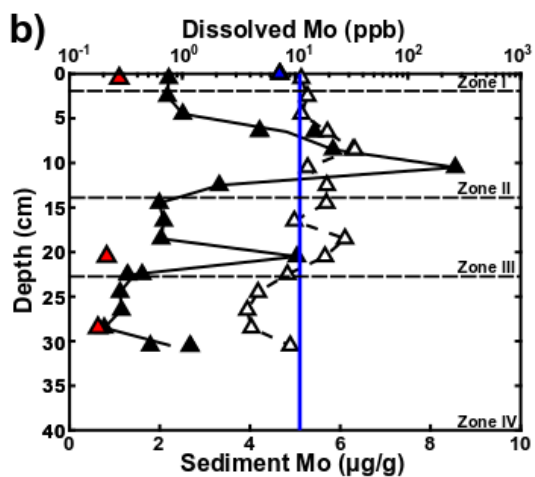 b)
Dissolved Mo (ppb)
10-1 100 101 102 103
0
Zone I
5
10
Zone II
15
20
Zone III
25
30
35
Zone IV
40
0 2 4 6 8 10
Depth (cm)
Sediment Mo (µg/g)